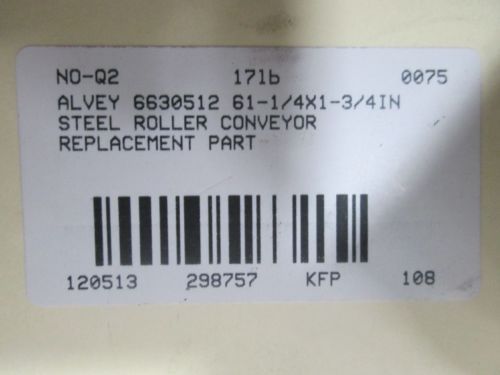 NO-Q2 17lb 0075
ALVEY 6630512 61-1/4X1-3/4IN
STEEL ROLLER CONVEYOR
REPLACEMENT PART
120513 298757 KFP 108